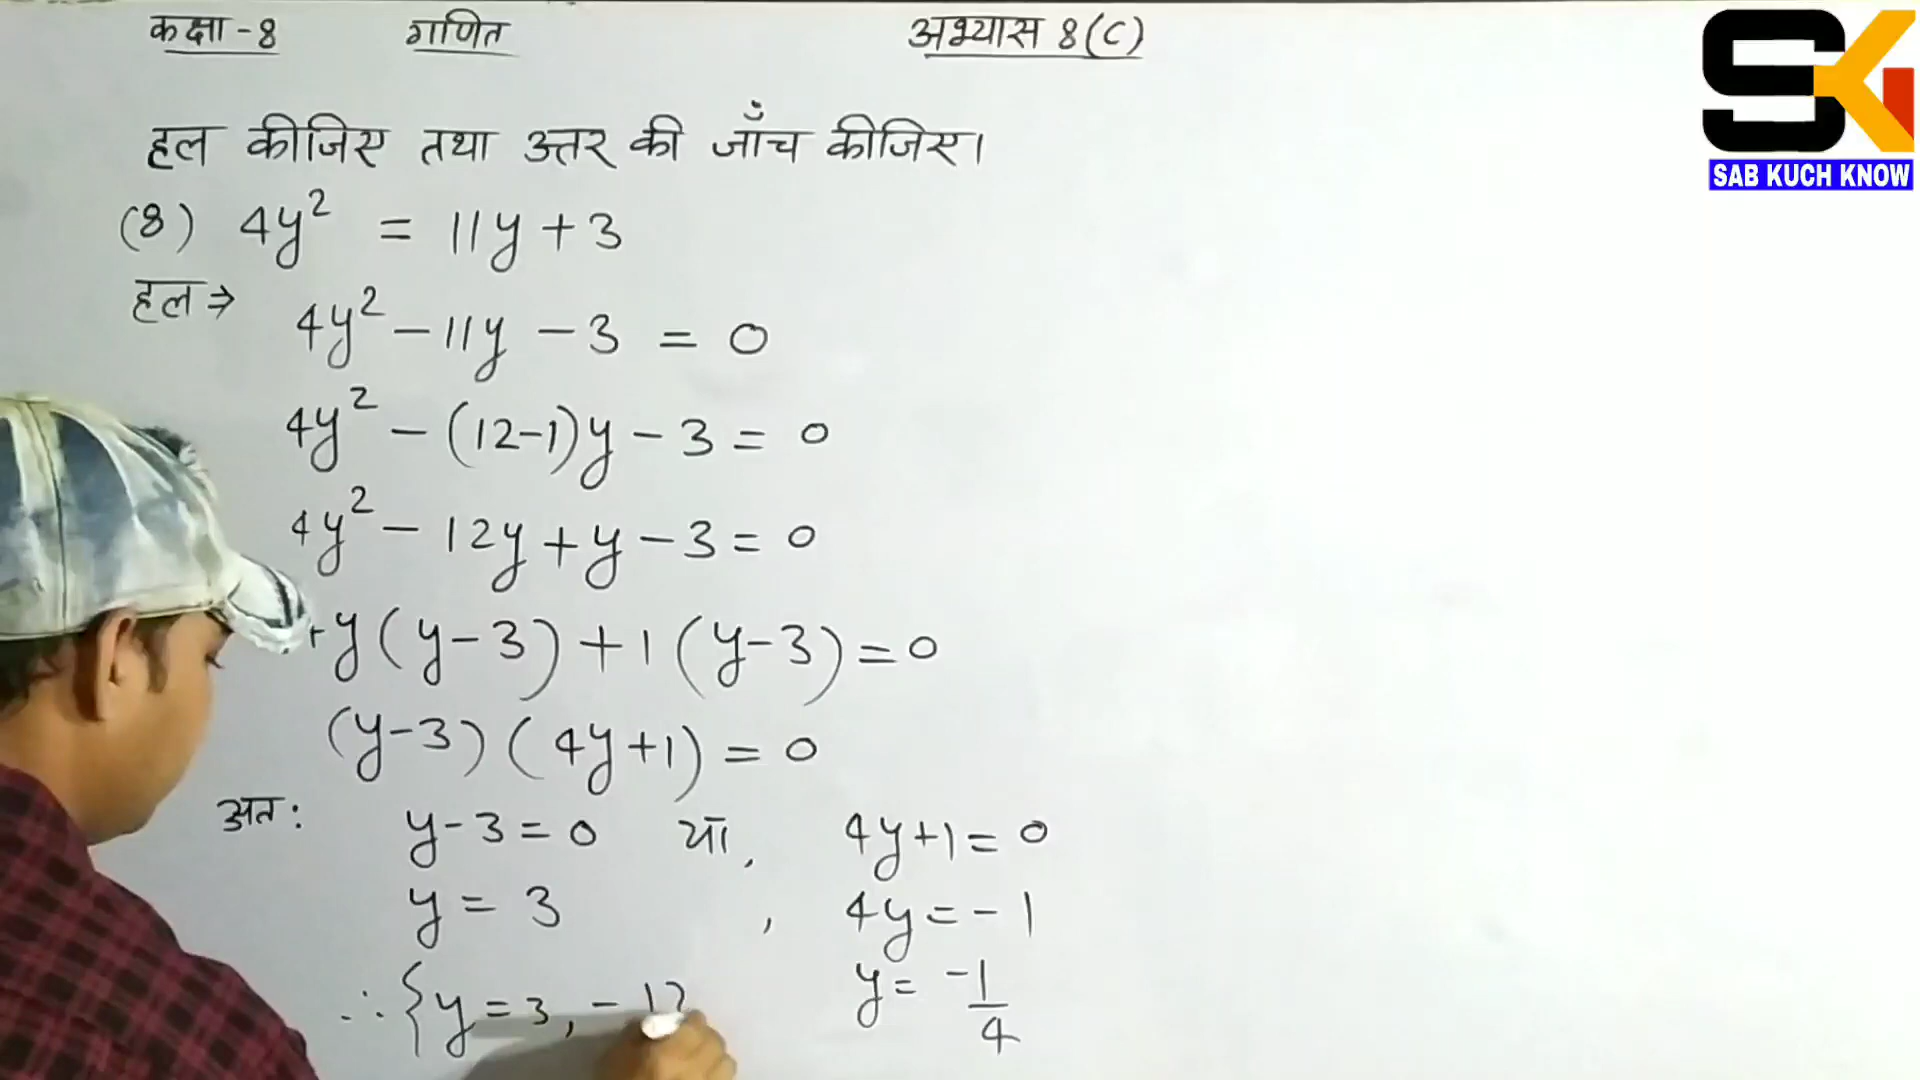 कक्षा - 8 गणित अभ्यास 8(C)
SK
SAB KUCH KNOW
हल कीजिए तथा उत्तर की जाँच कीजिए।
(8) 4y² = 11y + 3
हल ⇒ 4y² - 11y - 3 = 0
4y² - (12-1)y - 3 = 0
4y² - 12y + y - 3 = 0
y(y-3) + 1(y-3) = 0
(y-3)(4y+1) = 0
अतः y-3 = 0 या, 4y+1 = 0
y = 3 , 4y = -1
y = -1/4
∴ {y = 3, -1